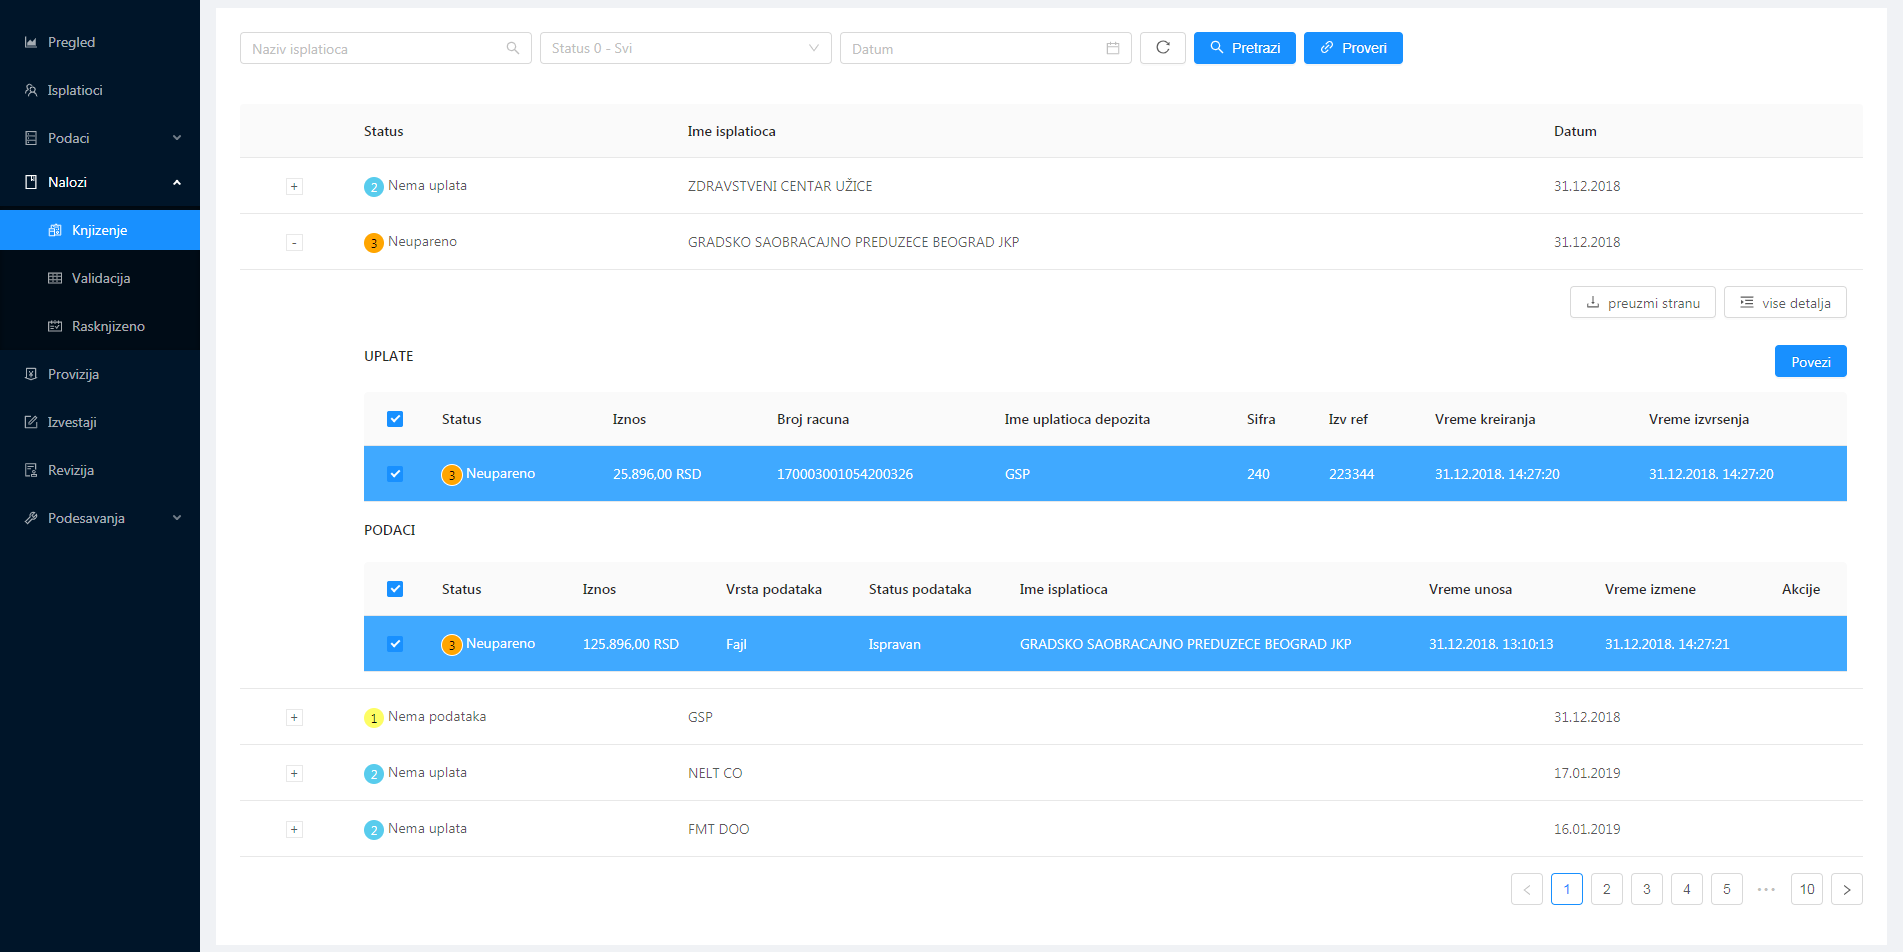 Pregled
Isplatioci
Podaci
Nalozi
Knjizenje
Validacija
Rasknjizeno
Provizija
Izvestaji
Revizija
Podesavanja
Naziv isplatioca Status 0 - Svi Datum Pretrazi Proveri
Status Ime isplatioca Datum
+ 2 Nema uplata ZDRAVSTVENI CENTAR UŽICE 31.12.2018
- 3 Neupareno GRADSKO SAOBRACAJNO PREDUZECE BEOGRAD JKP 31.12.2018
preuzmi stranu vise detalja
UPLATE Povezi
Status Iznos Broj racuna Ime uplatioca depozita Sifra Izv ref Vreme kreiranja Vreme izvrsenja
3 Neupareno 25.896,00 RSD 170003001054200326 GSP 240 223344 31.12.2018. 14:27:20 31.12.2018. 14:27:20
PODACI
Status Iznos Vrsta podataka Status podataka Ime isplatioca Vreme unosa Vreme izmene Akcije
3 Neupareno 125.896,00 RSD Fajl Ispravan GRADSKO SAOBRACAJNO PREDUZECE BEOGRAD JKP 31.12.2018. 13:10:13 31.12.2018. 14:27:21
+ 1 Nema podataka GSP 31.12.2018
+ 2 Nema uplata NELT CO 17.01.2019
+ 2 Nema uplata FMT DOO 16.01.2019
< 1 2 3 4 5 ••• 10 >